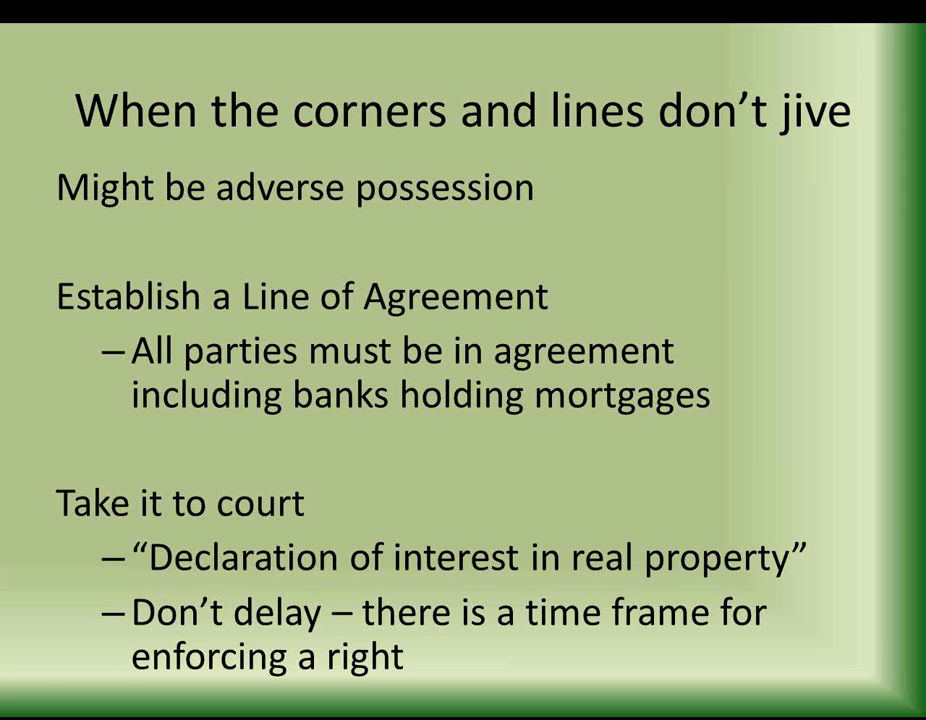 When the corners and lines don’t jive
Might be adverse possession
Establish a Line of Agreement
– All parties must be in agreement
including banks holding mortgages
Take it to court
– “Declaration of interest in real property”
– Don’t delay – there is a time frame for
enforcing a right